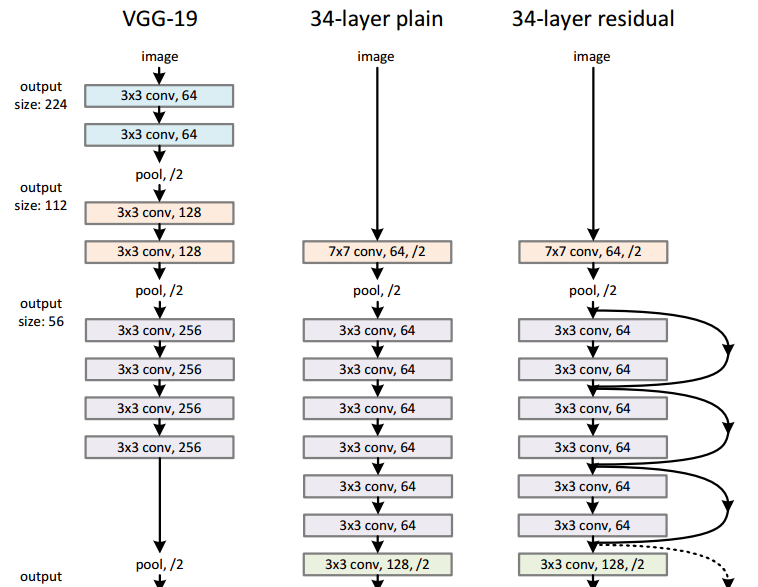 VGG-19
34-layer plain
34-layer residual
image
image
image
output
size: 224
3x3 conv, 64
3x3 conv, 64
pool, /2
output
size: 112
3x3 conv, 128
3x3 conv, 128
7x7 conv, 64, /2
7x7 conv, 64, /2
pool, /2
pool, /2
pool, /2
output
size: 56
3x3 conv, 256
3x3 conv, 64
3x3 conv, 64
3x3 conv, 256
3x3 conv, 64
3x3 conv, 64
3x3 conv, 256
3x3 conv, 64
3x3 conv, 64
3x3 conv, 256
3x3 conv, 64
3x3 conv, 64
3x3 conv, 64
3x3 conv, 64
3x3 conv, 64
3x3 conv, 64
pool, /2
3x3 conv, 128, /2
3x3 conv, 128, /2
output